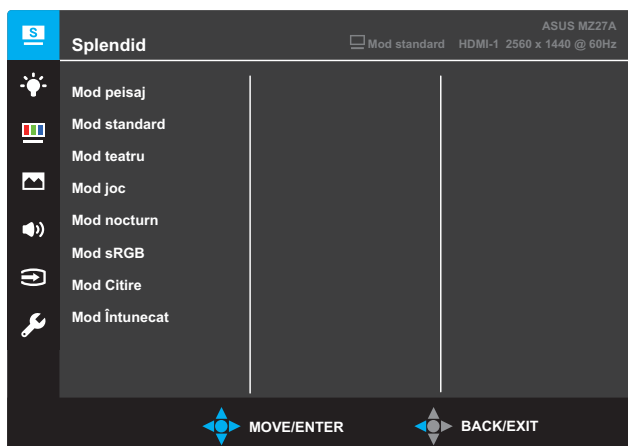 S
ASUS MZ27A
Splendid
Mod standard HDMI-1 2560 x 1440 @ 60Hz
Mod peisaj
Mod standard
Mod teatru
Mod joc
Mod nocturn
Mod sRGB
Mod Citire
Mod Întunecat
MOVE/ENTER BACK/EXIT